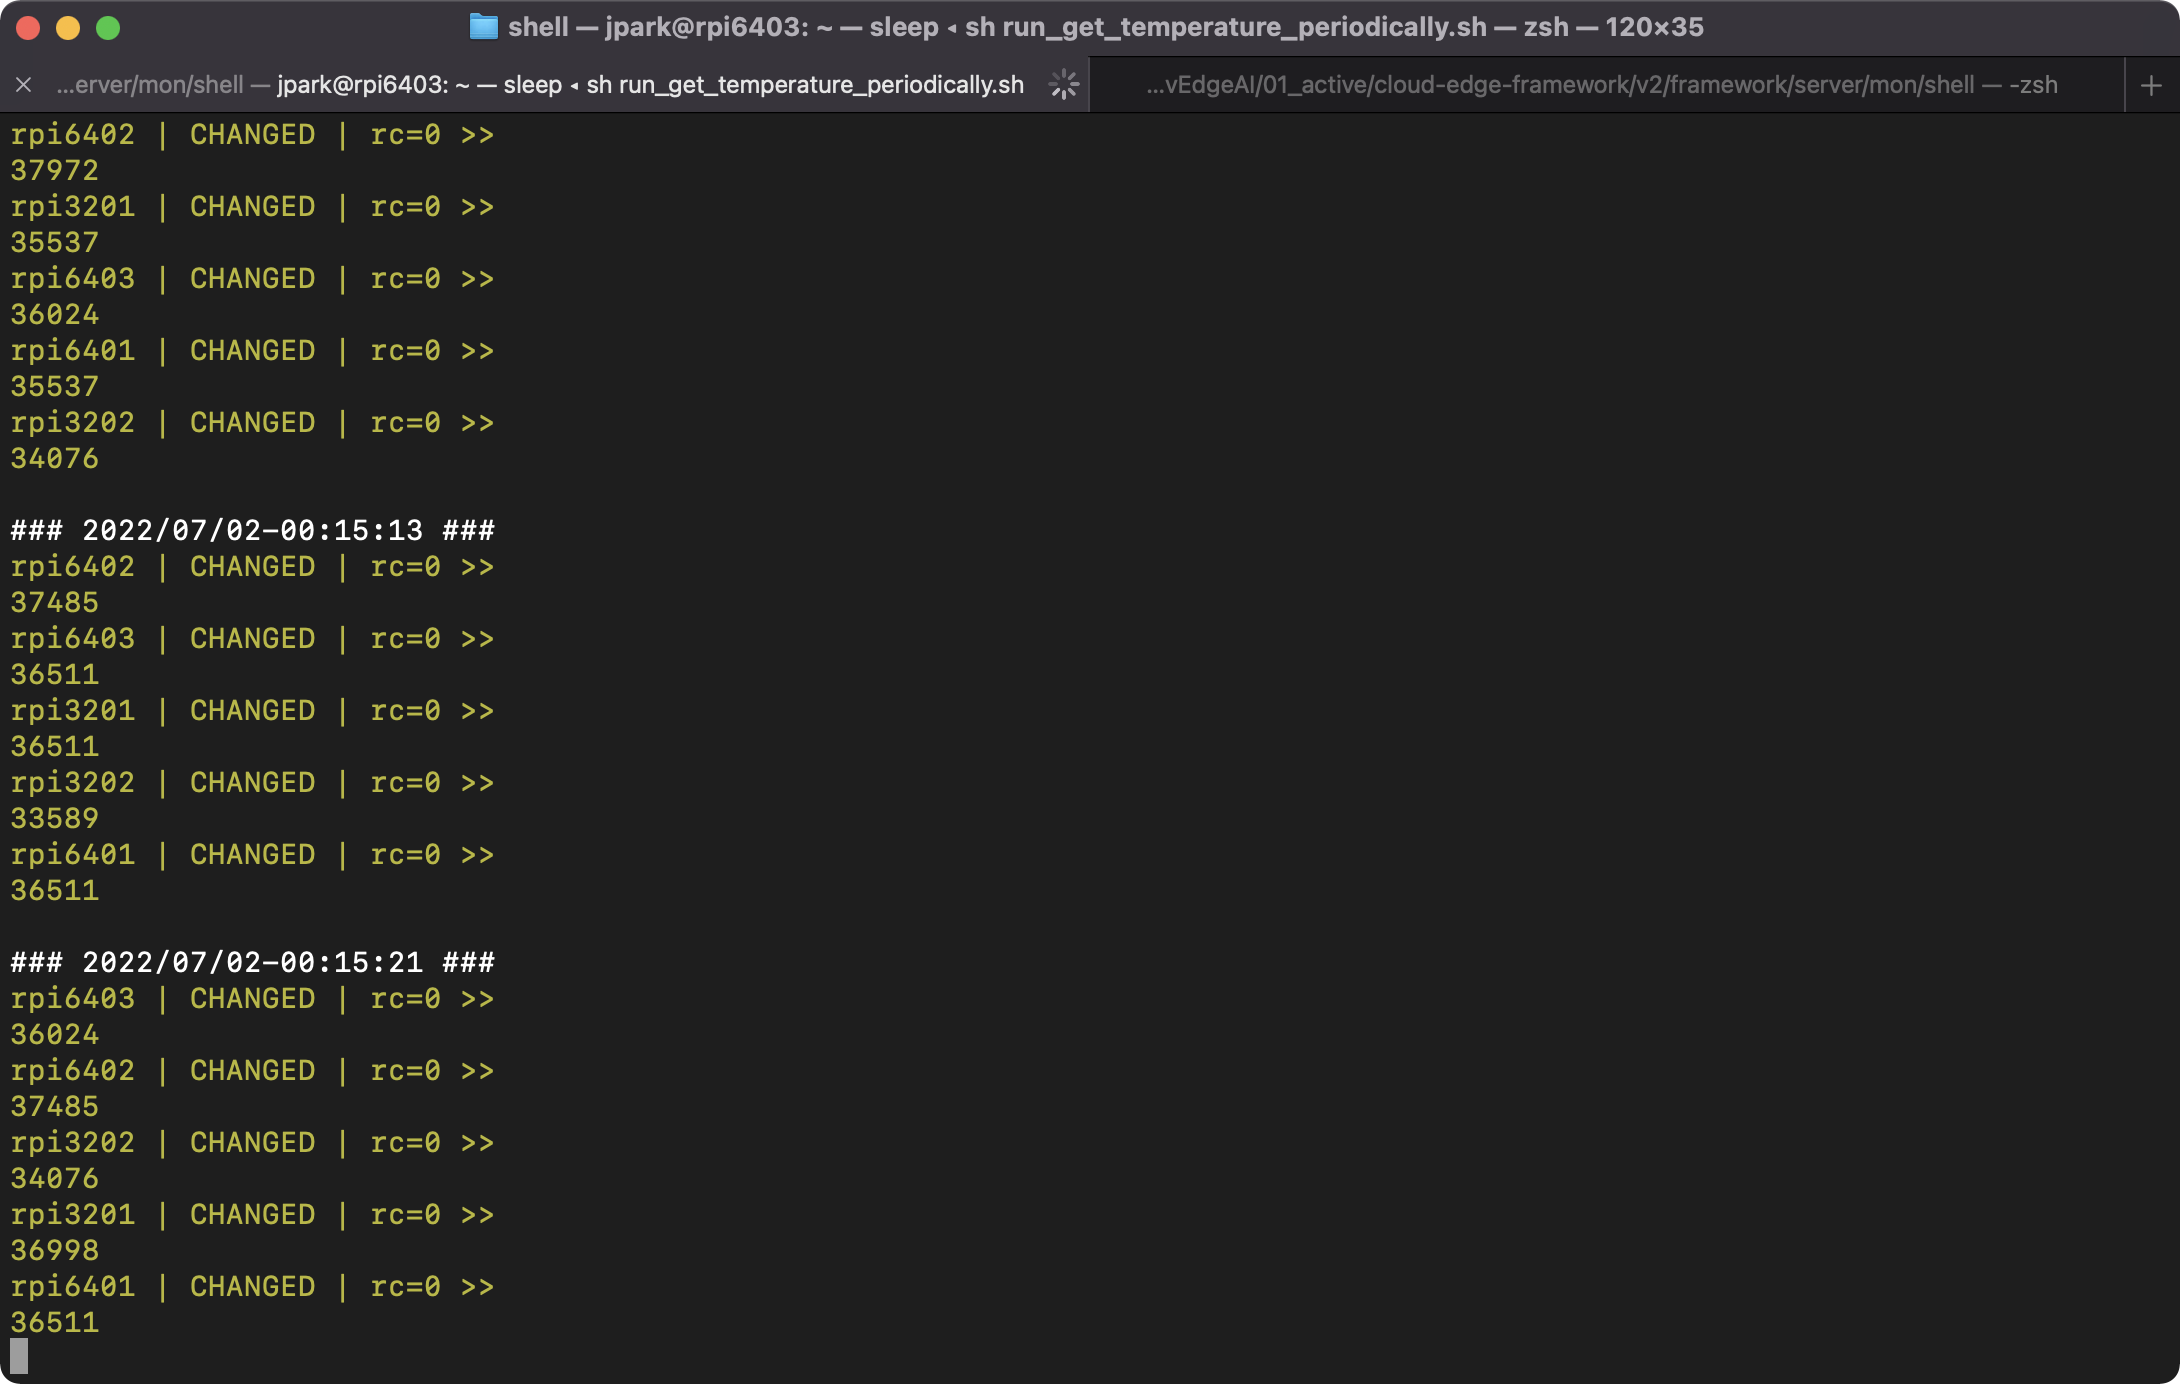 shell — jpark@rpi6403: ~ — sleep ◂ sh run_get_temperature_periodically.sh — zsh — 120×35
...erver/mon/shell — jpark@rpi6403: ~ — sleep ◂ sh run_get_temperature_periodically.sh
...vEdgeAI/01_active/cloud-edge-framework/v2/framework/server/mon/shell — -zsh
rpi6402 | CHANGED | rc=0 >>
37972
rpi3201 | CHANGED | rc=0 >>
35537
rpi6403 | CHANGED | rc=0 >>
36024
rpi6401 | CHANGED | rc=0 >>
35537
rpi3202 | CHANGED | rc=0 >>
34076
### 2022/07/02-00:15:13 ###
rpi6402 | CHANGED | rc=0 >>
37485
rpi6403 | CHANGED | rc=0 >>
36511
rpi3201 | CHANGED | rc=0 >>
36511
rpi3202 | CHANGED | rc=0 >>
33589
rpi6401 | CHANGED | rc=0 >>
36511
### 2022/07/02-00:15:21 ###
rpi6403 | CHANGED | rc=0 >>
36024
rpi6402 | CHANGED | rc=0 >>
37485
rpi3202 | CHANGED | rc=0 >>
34076
rpi3201 | CHANGED | rc=0 >>
36998
rpi6401 | CHANGED | rc=0 >>
36511